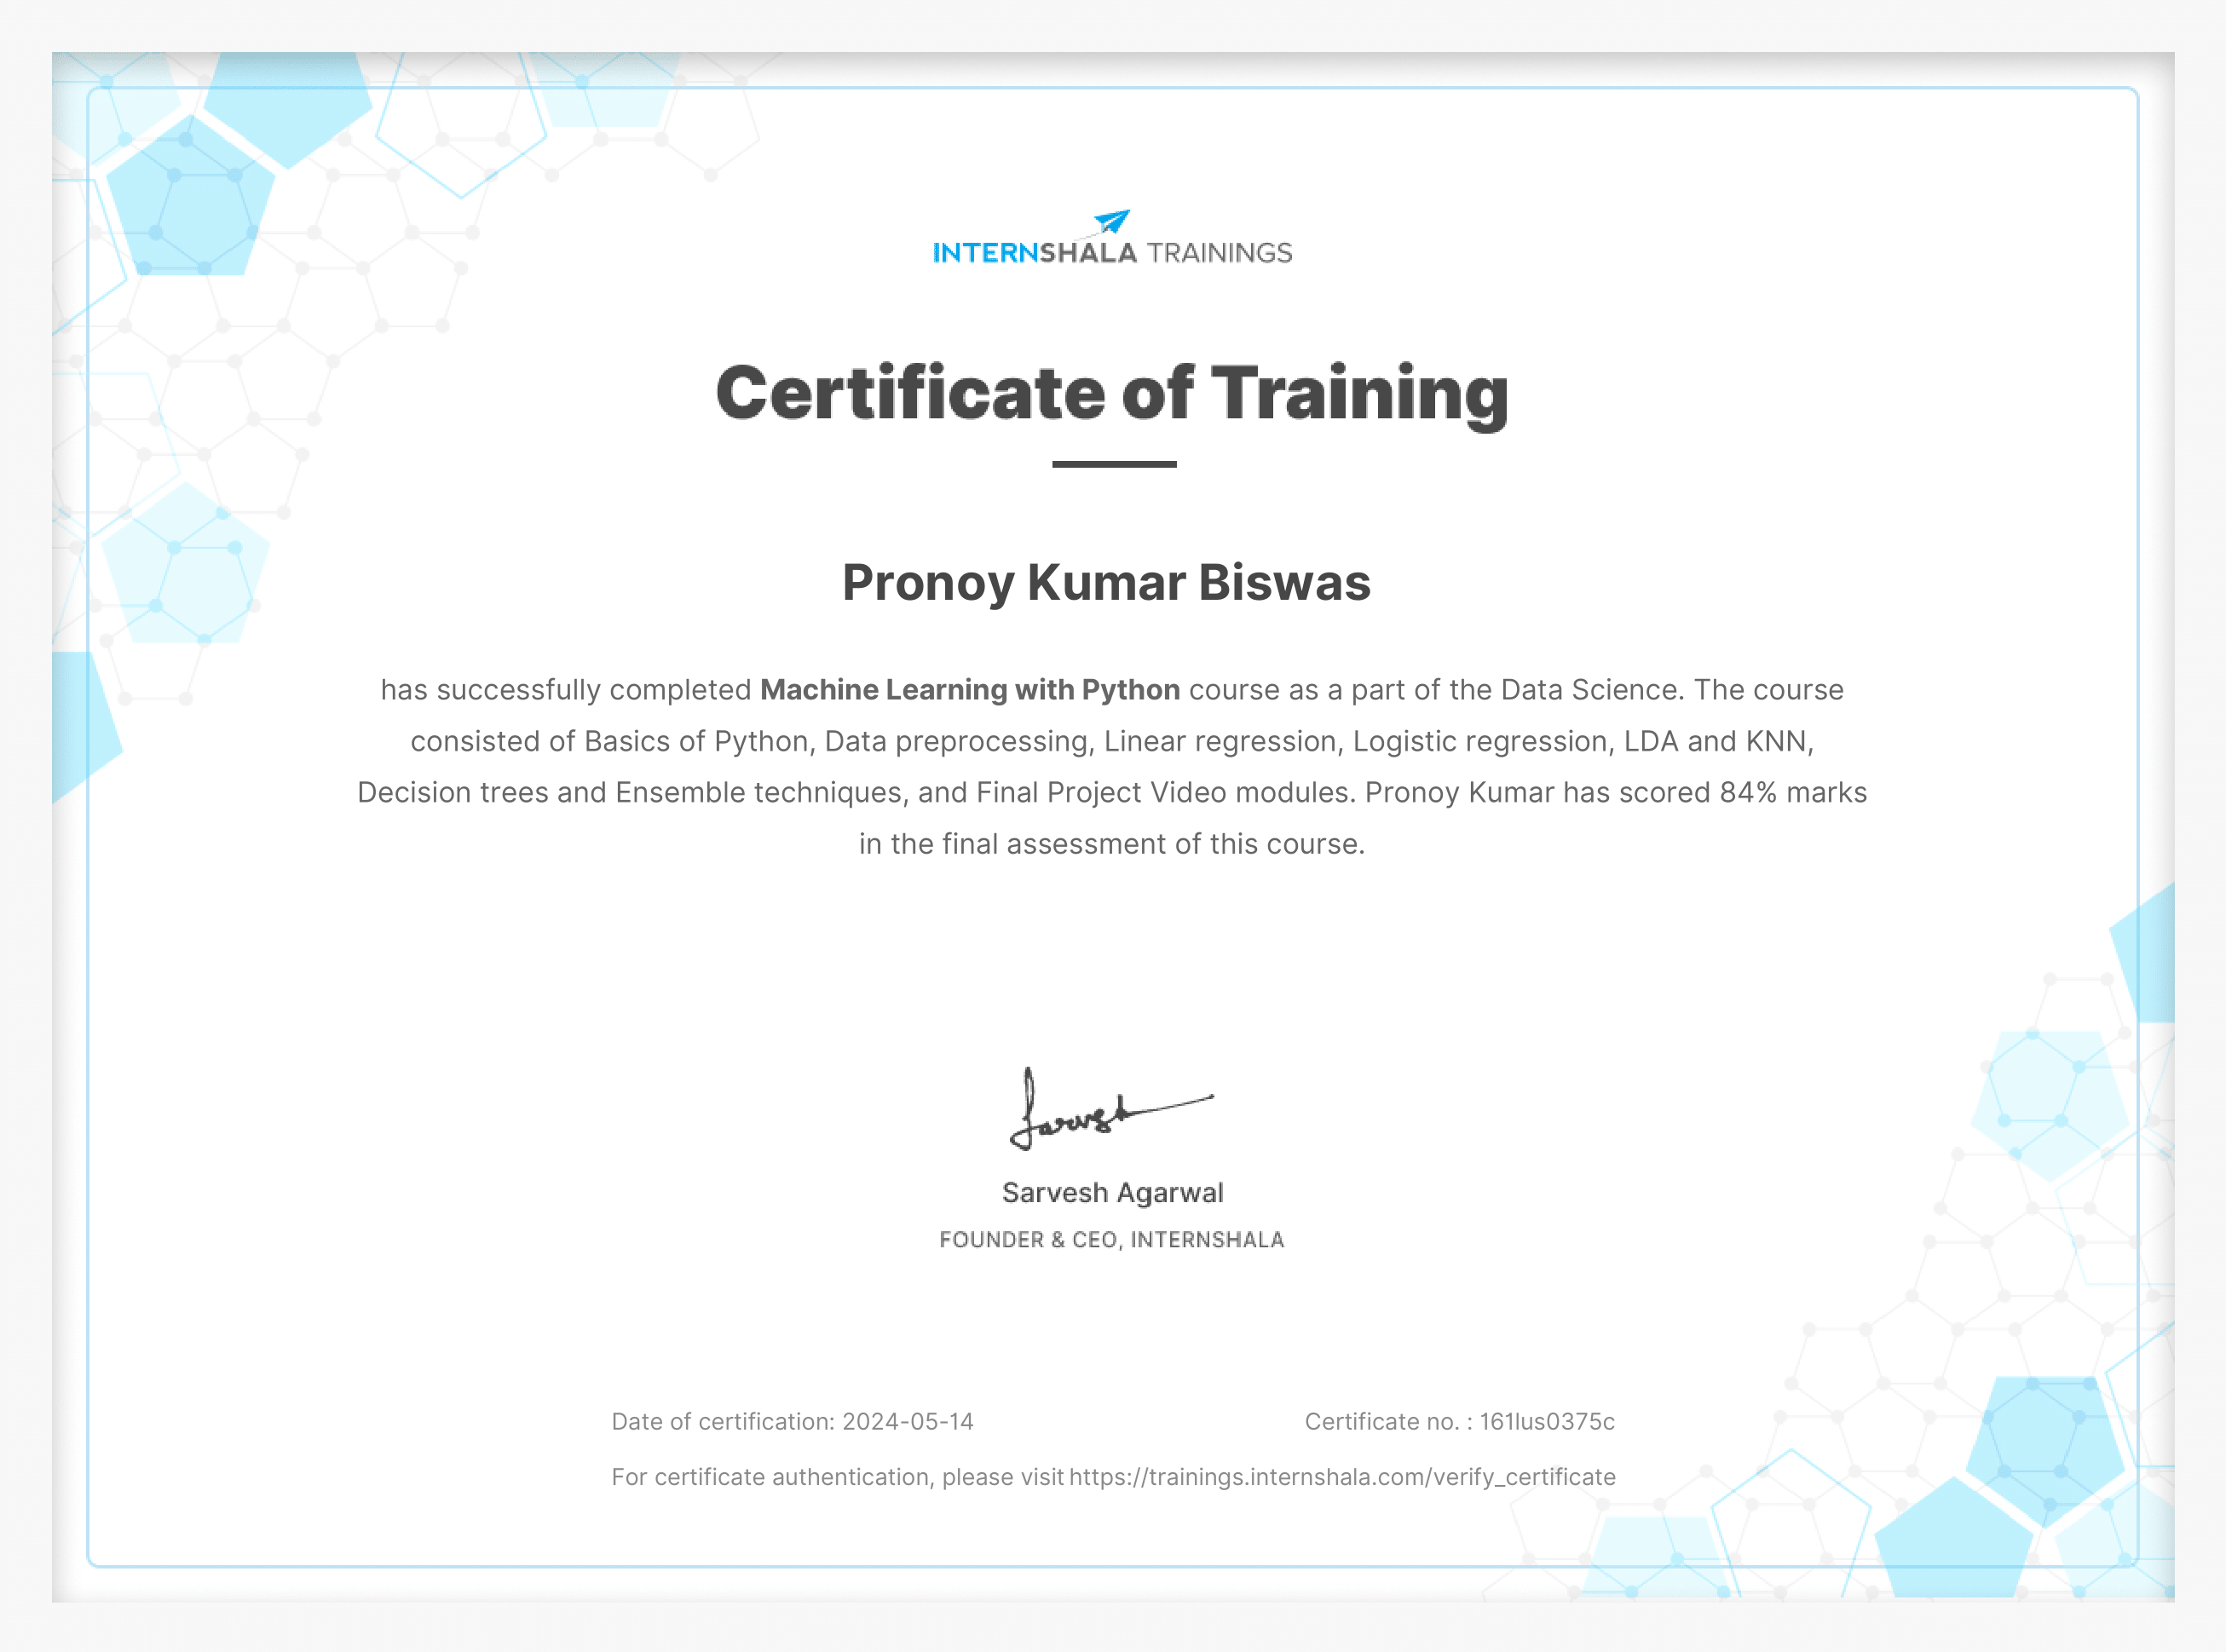 INTERNSHALA TRAININGS
Certificate of Training
Pronoy Kumar Biswas
has successfully completed Machine Learning with Python course as a part of the Data Science. The course
consisted of Basics of Python, Data preprocessing, Linear regression, Logistic regression, LDA and KNN,
Decision trees and Ensemble techniques, and Final Project Video modules. Pronoy Kumar has scored 84% marks
in the final assessment of this course.
Sarvesh
Sarvesh Agarwal
FOUNDER & CEO, INTERNSHALA
Date of certification: 2024-05-14 Certificate no. : 161lus0375c
For certificate authentication, please visit https://trainings.internshala.com/verify_certificate